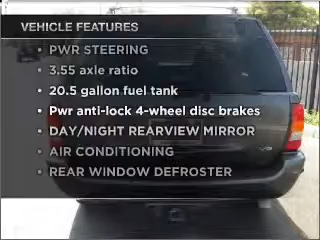 VEHICLE FEATURES
• PWR STEERING
• 3.55 axle ratio
• 20.5 gallon fuel tank
• Pwr anti-lock 4-wheel disc brakes
• DAY/NIGHT REARVIEW MIRROR
• AIR CONDITIONING
• REAR WINDOW DEFROSTER
V8